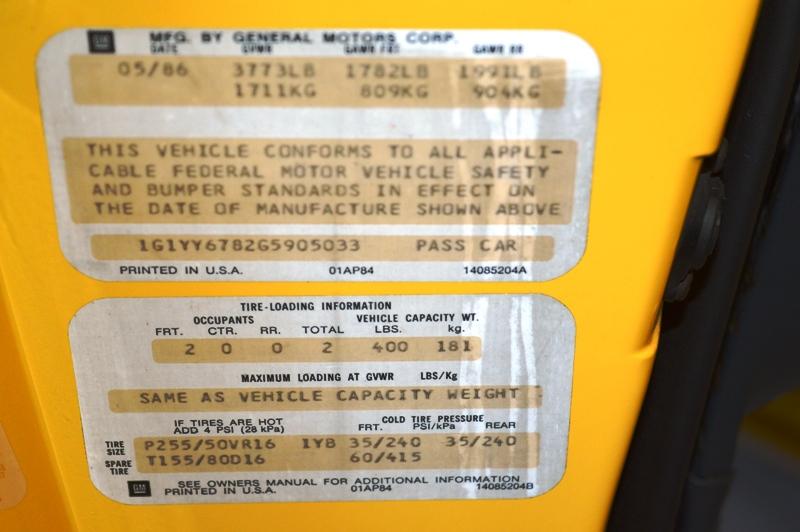 GM MFG. BY GENERAL MOTORS CORP.
DATE GVWR GAWR FRT GAWR RR
05/86 3773LB 1782LB 1991LB
1711KG 809KG 904KG
THIS VEHICLE CONFORMS TO ALL APPLI-
CABLE FEDERAL MOTOR VEHICLE SAFETY
AND BUMPER STANDARDS IN EFFECT ON
THE DATE OF MANUFACTURE SHOWN ABOVE
1G1YY6782G5905033 PASS CAR
PRINTED IN U.S.A. 01AP84 14085204A
TIRE-LOADING INFORMATION
OCCUPANTS VEHICLE CAPACITY WT.
FRT. CTR. RR. TOTAL LBS. kg.
2 0 0 2 400 181
MAXIMUM LOADING AT GVWR LBS/Kg
SAME AS VEHICLE CAPACITY WEIGHT
IF TIRES ARE HOT COLD TIRE PRESSURE
ADD 4 PSI (28 kPa) FRT. PSI/kPa REAR
TIRE SIZE P255/50VR16 1YB 35/240 35/240
SPARE TIRE T155/80D16 60/415
SEE OWNERS MANUAL FOR ADDITIONAL INFORMATION
GM PRINTED IN U.S.A. 01AP84 14085204B